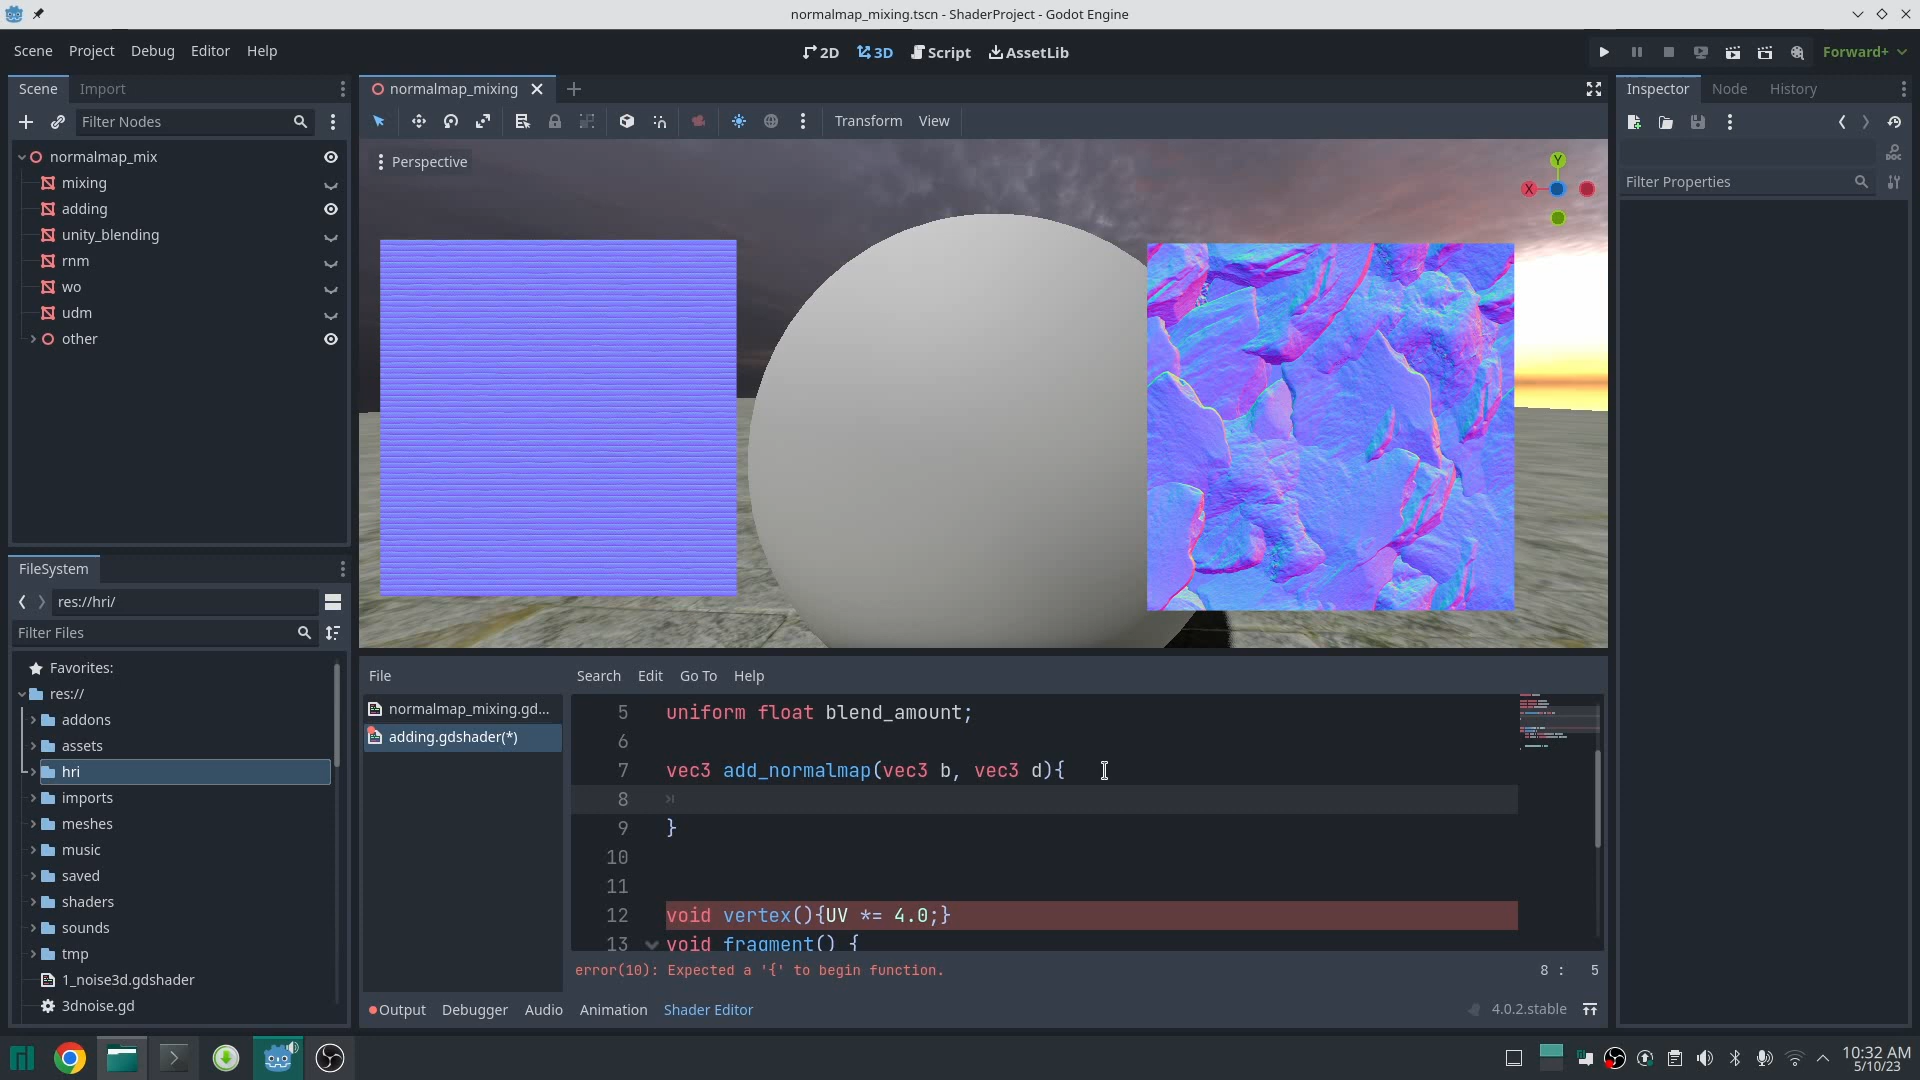 normalmap_mixing.tscn - ShaderProject - Godot Engine
Scene Project Debug Editor Help
2D 3D Script AssetLib
Forward+
Scene Import
normalmap_mixing
Inspector Node History
Filter Nodes
Transform View
normalmap_mix
mixing
adding
unity_blending
rnm
wo
udm
other
Perspective
Y
X
DOC
Filter Properties
FileSystem
res://hri/
Filter Files
Favorites:
res://
addons
assets
hri
imports
meshes
music
saved
shaders
sounds
tmp
1_noise3d.gdshader
3dnoise.gd
File
Search Edit Go To Help
normalmap_mixing.gd...
adding.gdshader(*)
5 uniform float blend_amount;
6
7 vec3 add_normalmap(vec3 b, vec3 d){
8
9 }
10
11
12 void vertex(){UV *= 4.0;}
13 void fragment() {
error(10): Expected a '{' to begin function.
8 : 5
Output Debugger Audio Animation Shader Editor
4.0.2.stable
10:32 AM
5/10/23